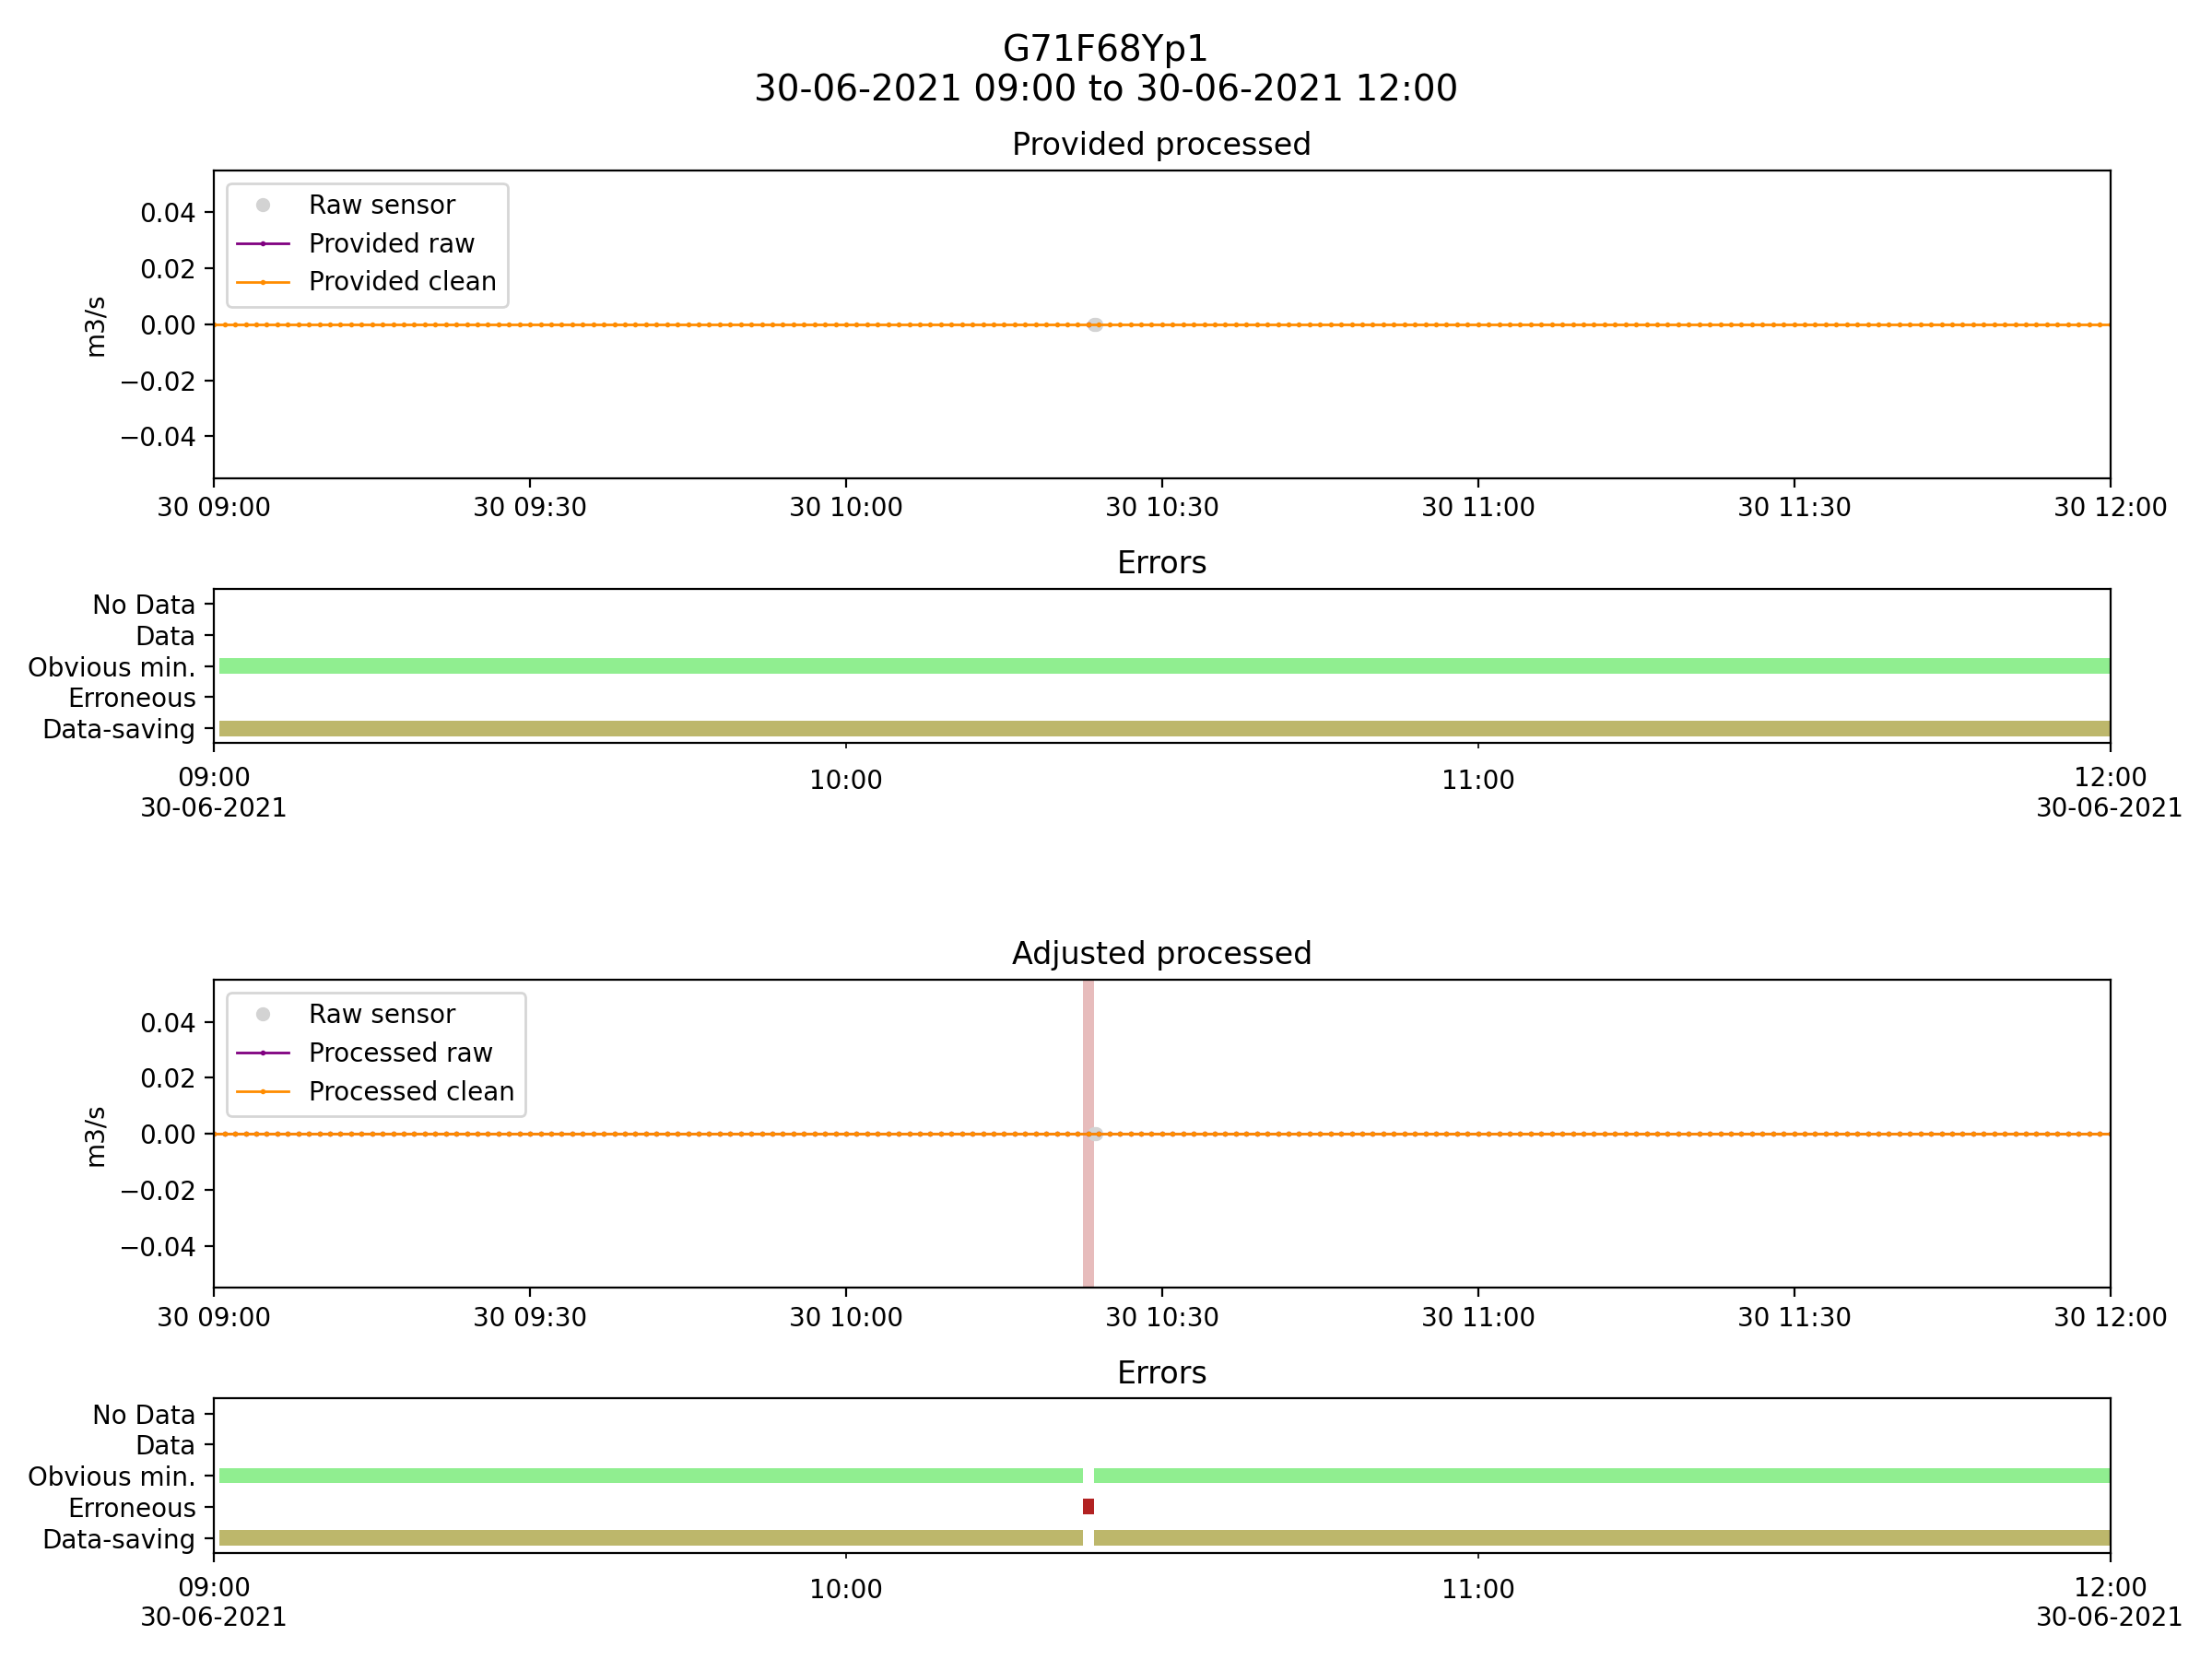 G71F68Yp1
30-06-2021 09:00 to 30-06-2021 12:00
Provided processed
Raw sensor
Provided raw
Provided clean
m3/s
0.04
0.02
0.00
−0.02
−0.04
30 09:00 30 09:30 30 10:00 30 10:30 30 11:00 30 11:30 30 12:00
Errors
No Data
Data
Obvious min.
Erroneous
Data-saving
09:00 10:00 11:00 12:00
30-06-2021 30-06-2021
Adjusted processed
Raw sensor
Processed raw
Processed clean
m3/s
0.04
0.02
0.00
−0.02
−0.04
30 09:00 30 09:30 30 10:00 30 10:30 30 11:00 30 11:30 30 12:00
Errors
No Data
Data
Obvious min.
Erroneous
Data-saving
09:00 10:00 11:00 12:00
30-06-2021 30-06-2021